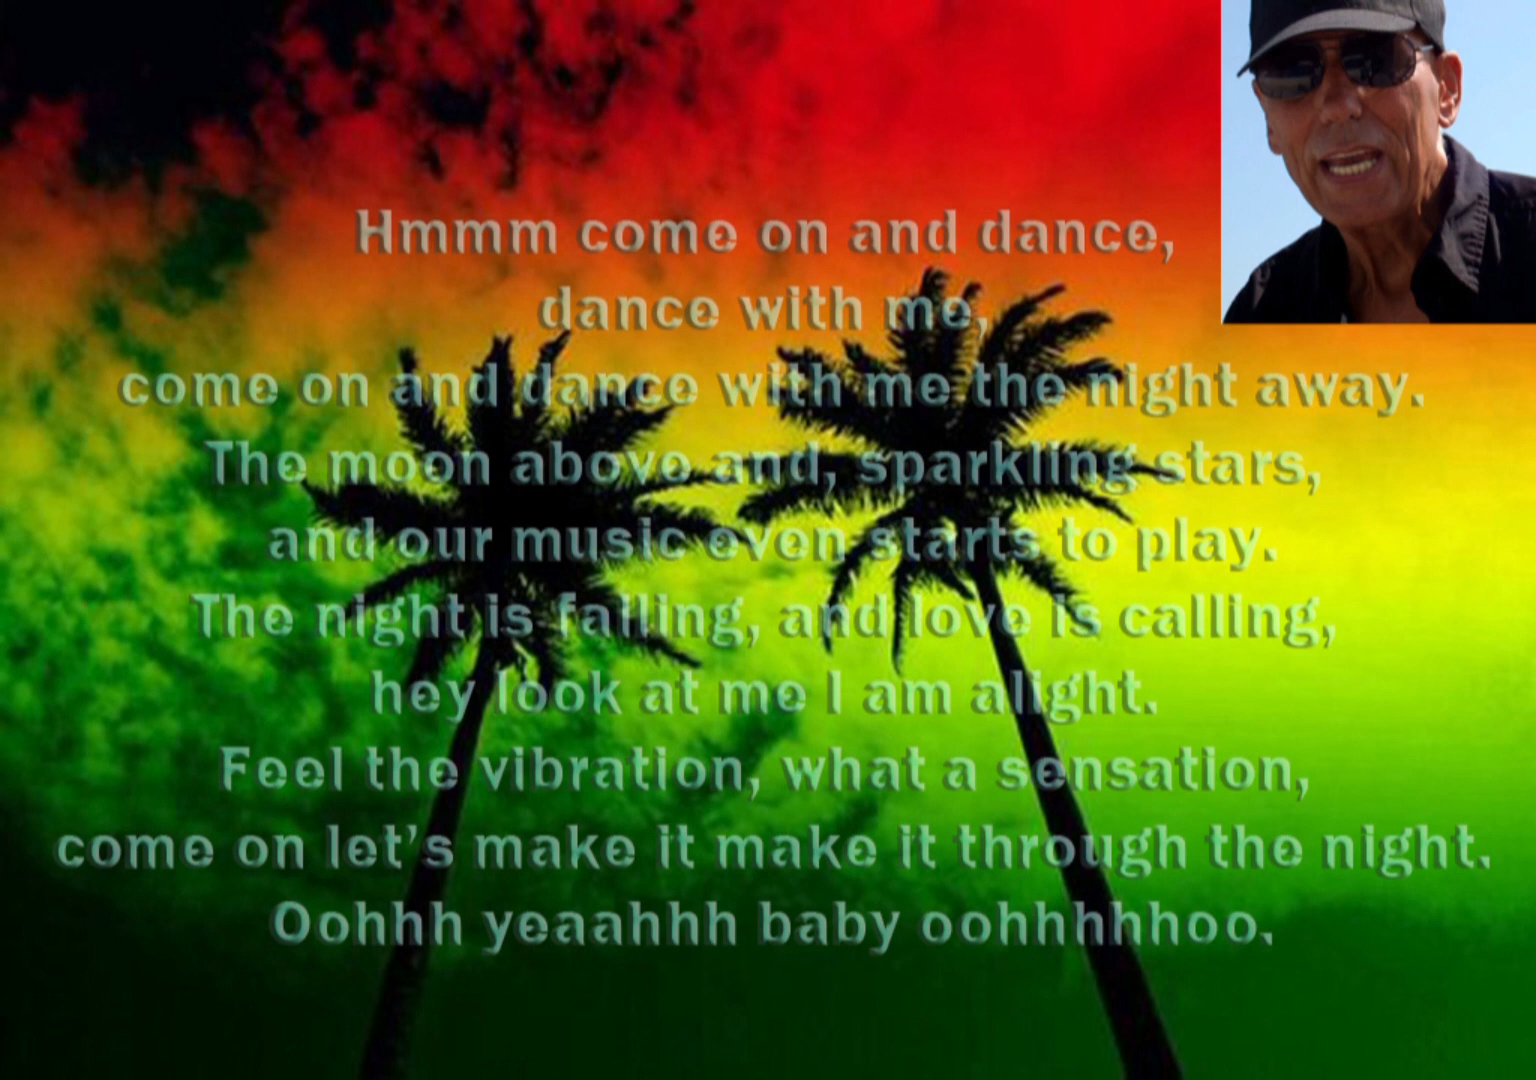 Hmmm come on and dance,
dance with me,
come on and dance with me the night away.
The moon above and, sparkling stars,
and our music even starts to play.
The night is falling, and love is calling,
hey look at me I am alight.
Feel the vibration, what a sensation,
come on let's make it make it through the night.
Oohhh yeaahhh baby oohhhhhoo.